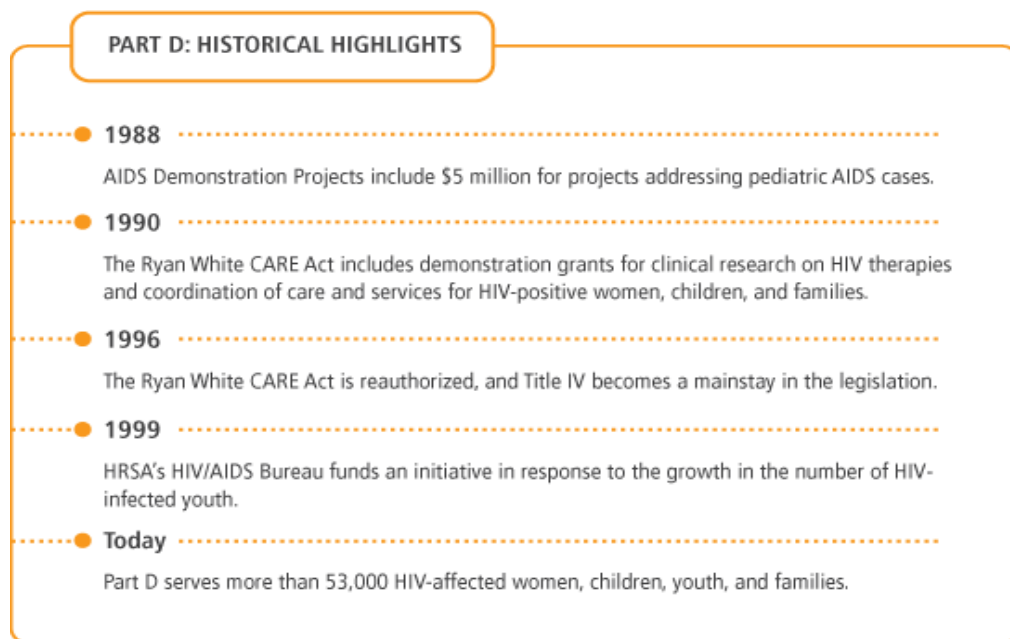 PART D: HISTORICAL HIGHLIGHTS
1988
AIDS Demonstration Projects include $5 million for projects addressing pediatric AIDS cases.
1990
The Ryan White CARE Act includes demonstration grants for clinical research on HIV therapies
and coordination of care and services for HIV-positive women, children, and families.
1996
The Ryan White CARE Act is reauthorized, and Title IV becomes a mainstay in the legislation.
1999
HRSA’s HIV/AIDS Bureau funds an initiative in response to the growth in the number of HIV-
infected youth.
Today
Part D serves more than 53,000 HIV-affected women, children, youth, and families.